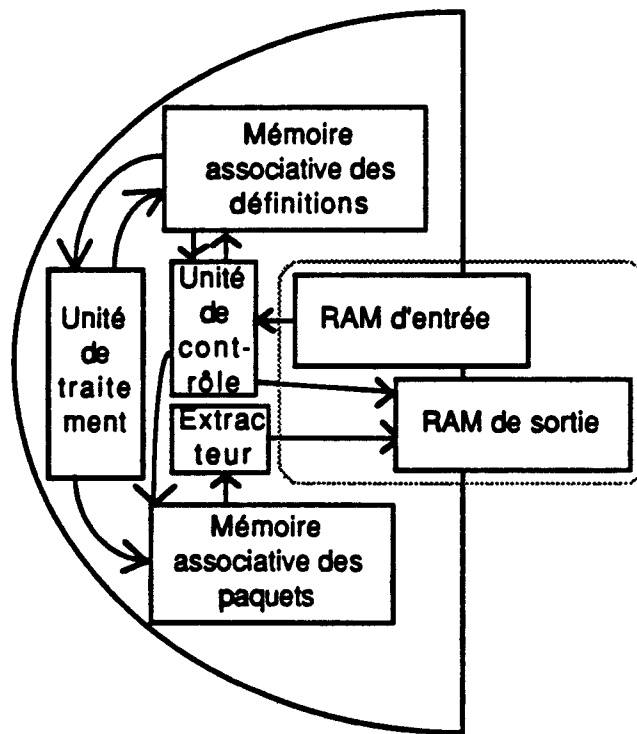 Mémoire
associative des
définitions
Unité
de
cont-
rôle
RAM d'entrée
Unité
de
traite
ment
RAM de sortie
Extrac
teur
Mémoire
associative des
paquets